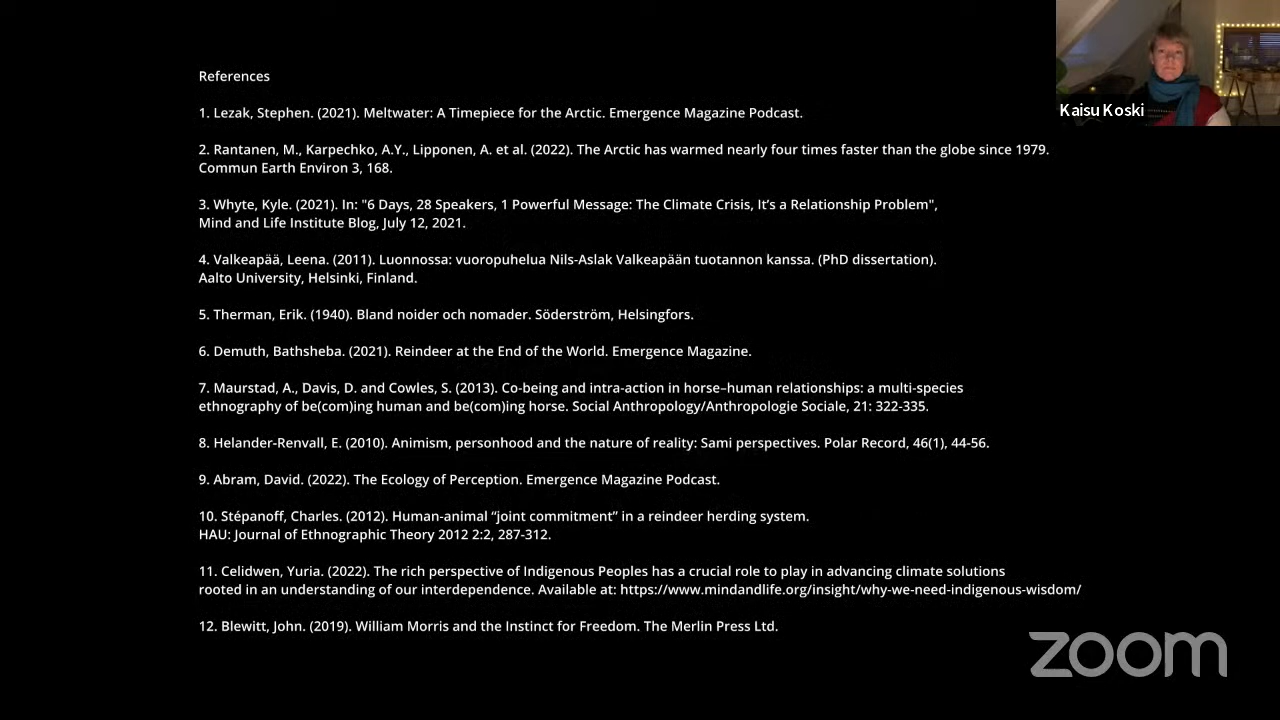 References
1. Lezak, Stephen. (2021). Meltwater: A Timepiece for the Arctic. Emergence Magazine Podcast.
2. Rantanen, M., Karpechko, A.Y., Lipponen, A. et al. (2022). The Arctic has warmed nearly four times faster than the globe since 1979.
Commun Earth Environ 3, 168.
3. Whyte, Kyle. (2021). In: "6 Days, 28 Speakers, 1 Powerful Message: The Climate Crisis, It’s a Relationship Problem",
Mind and Life Institute Blog, July 12, 2021.
4. Valkeapää, Leena. (2011). Luonnossa: vuoropuhelua Nils-Aslak Valkeapään tuotannon kanssa. (PhD dissertation).
Aalto University, Helsinki, Finland.
5. Therman, Erik. (1940). Bland noider och nomader. Söderström, Helsingfors.
6. Demuth, Bathsheba. (2021). Reindeer at the End of the World. Emergence Magazine.
7. Maurstad, A., Davis, D. and Cowles, S. (2013). Co-being and intra-action in horse–human relationships: a multi-species
ethnography of be(com)ing human and be(com)ing horse. Social Anthropology/Anthropologie Sociale, 21: 322-335.
8. Helander-Renvall, E. (2010). Animism, personhood and the nature of reality: Sami perspectives. Polar Record, 46(1), 44-56.
9. Abram, David. (2022). The Ecology of Perception. Emergence Magazine Podcast.
10. Stépanoff, Charles. (2012). Human-animal “joint commitment” in a reindeer herding system.
HAU: Journal of Ethnographic Theory 2012 2:2, 287-312.
11. Celidwen, Yuria. (2022). The rich perspective of Indigenous Peoples has a crucial role to play in advancing climate solutions
rooted in an understanding of our interdependence. Available at: https://www.mindandlife.org/insight/why-we-need-indigenous-wisdom/
12. Blewitt, John. (2019). William Morris and the Instinct for Freedom. The Merlin Press Ltd.
Kaisu Koski
zoom